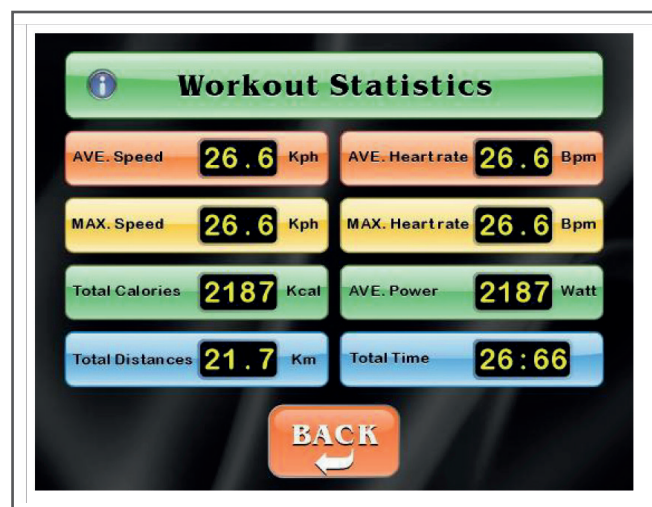 Workout Statistics
AVE. Speed 26.6 Kph
AVE. Heartrate 26.6 Bpm
MAX. Speed 26.6 Kph
MAX. Heartrate 26.6 Bpm
Total Calories 2187 Kcal
AVE. Power 2187 Watt
Total Distances 21.7 Km
Total Time 26:66
BACK